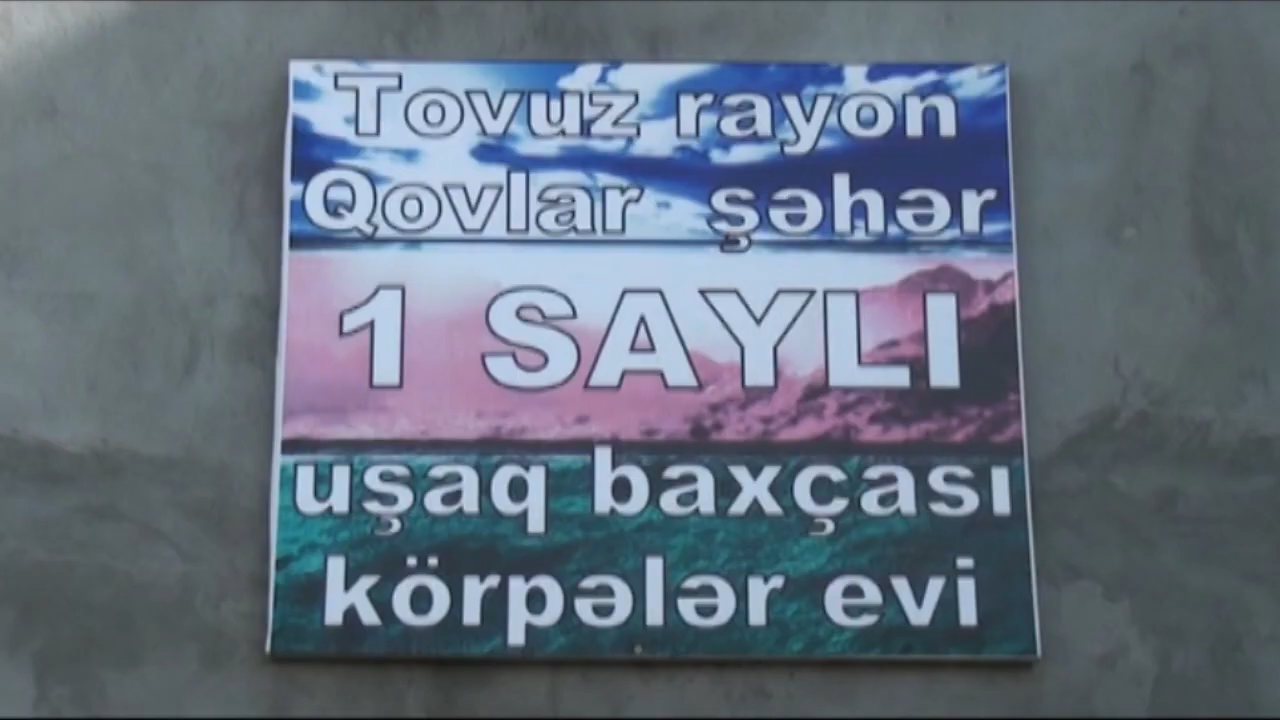 Tovuz rayon
Qovlar şəhər
1 SAYLI
uşaq baxçası
körpələr evi